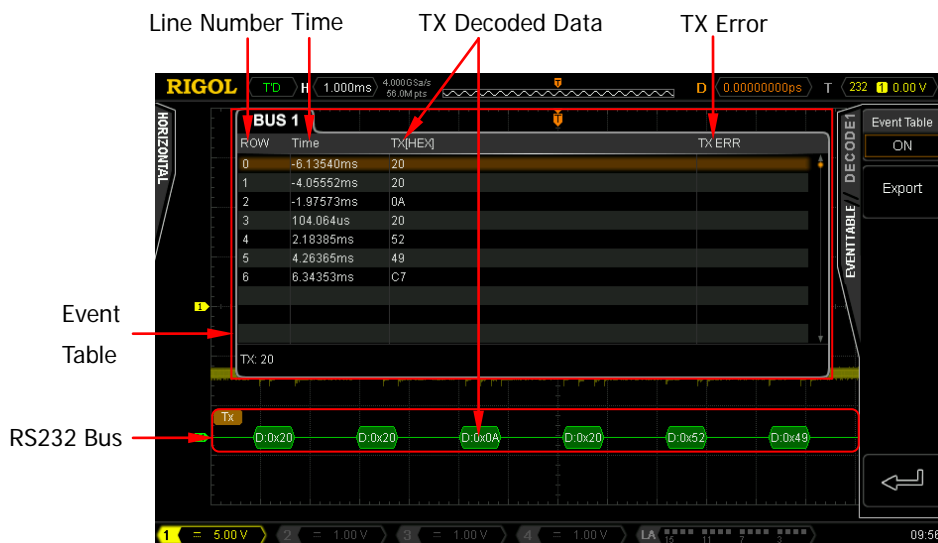 Line Number Time TX Decoded Data TX Error
RIGOL T'D H 1.000ms 4.000GSa/s 56.0M pts D 0.00000000ps T 232 1 0.00 V
HORIZONTAL
BUS 1
ROW Time TX[HEX] TX ERR
0 -6.13540ms 20
1 -4.05552ms 20
2 -1.97573ms 0A
3 104.064us 20
4 2.18385ms 52
5 4.26365ms 49
6 6.34353ms C7
TX: 20
EVENTTABLE // DECODE1
Event Table
ON
Export
Event
Table
RS232 Bus
Tx
D:0x20 D:0x20 D:0x0A D:0x20 D:0x52 D:0x49
1 = 5.00 V 2 = 1.00 V 3 = 1.00 V 4 = 1.00 V LA 15 11 7 3 09:56